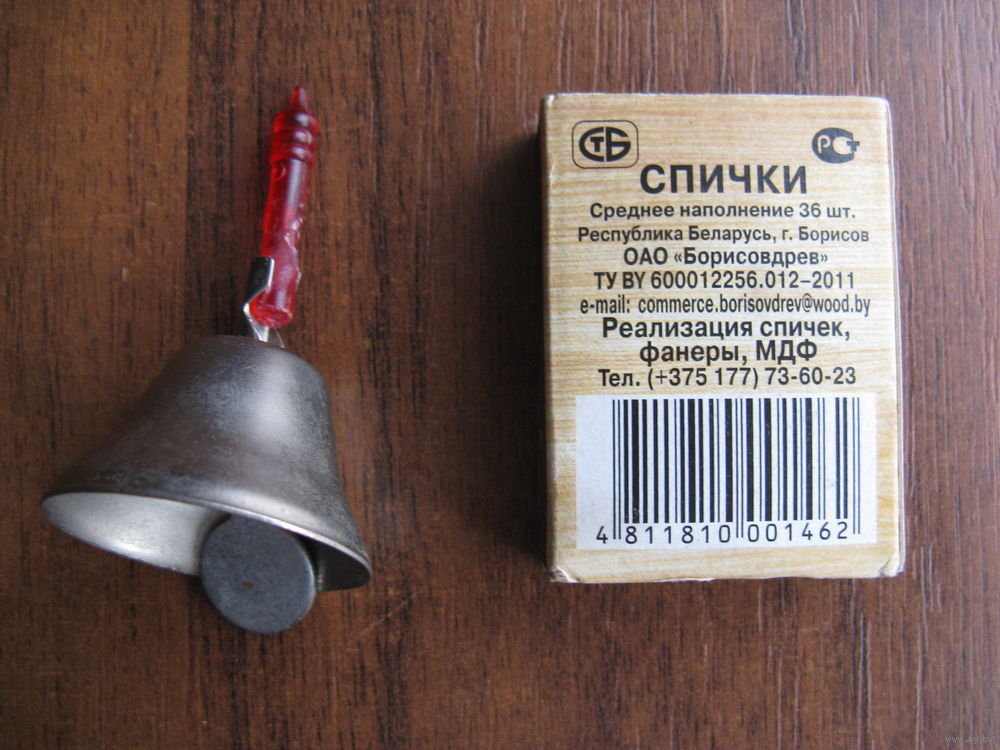 СТБ
РСТ
СПИЧКИ
Среднее наполнение 36 шт.
Республика Беларусь, г. Борисов
ОАО «Борисовдрев»
ТУ BY 600012256.012–2011
e-mail: commerce.borisovdrev@wood.by
Реализация спичек,
фанеры, МДФ
Тел. (+375 177) 73-60-23
4 811810 001462